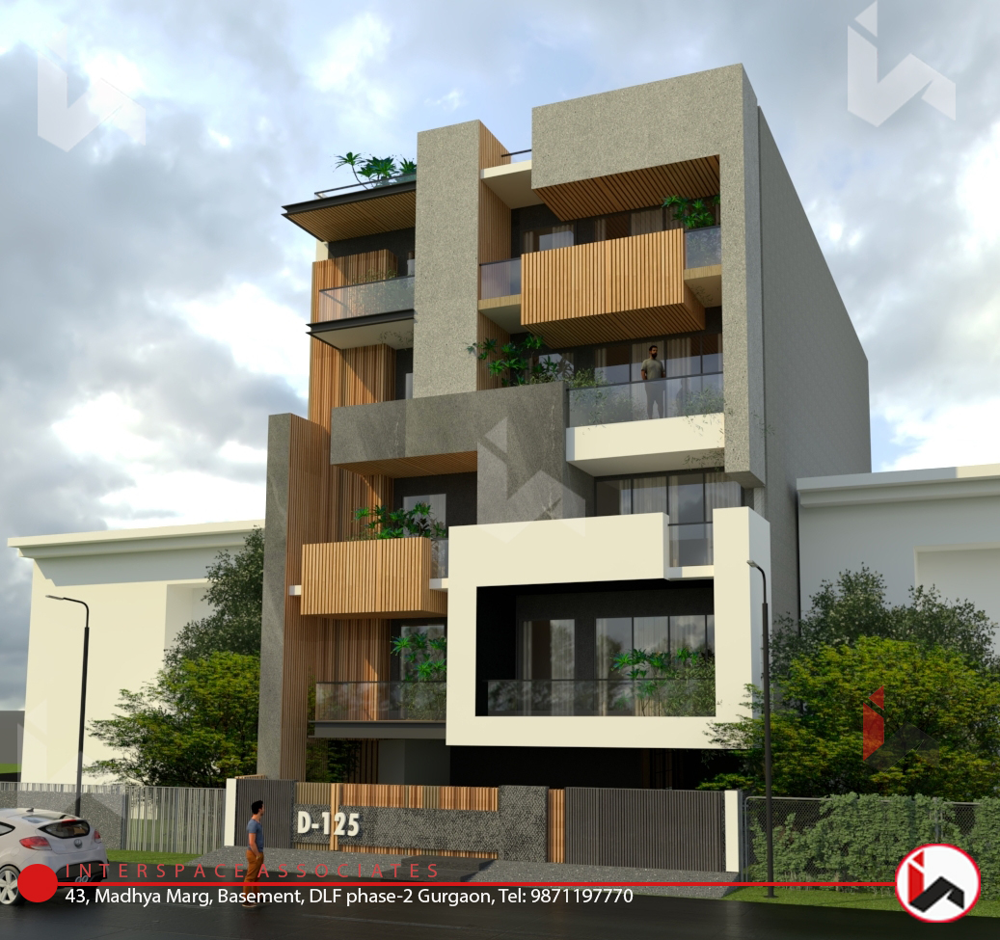 D-125
INTERSPACE ASSOCIATES
43, Madhya Marg, Basement, DLF phase-2 Gurgaon, Tel: 9871197770